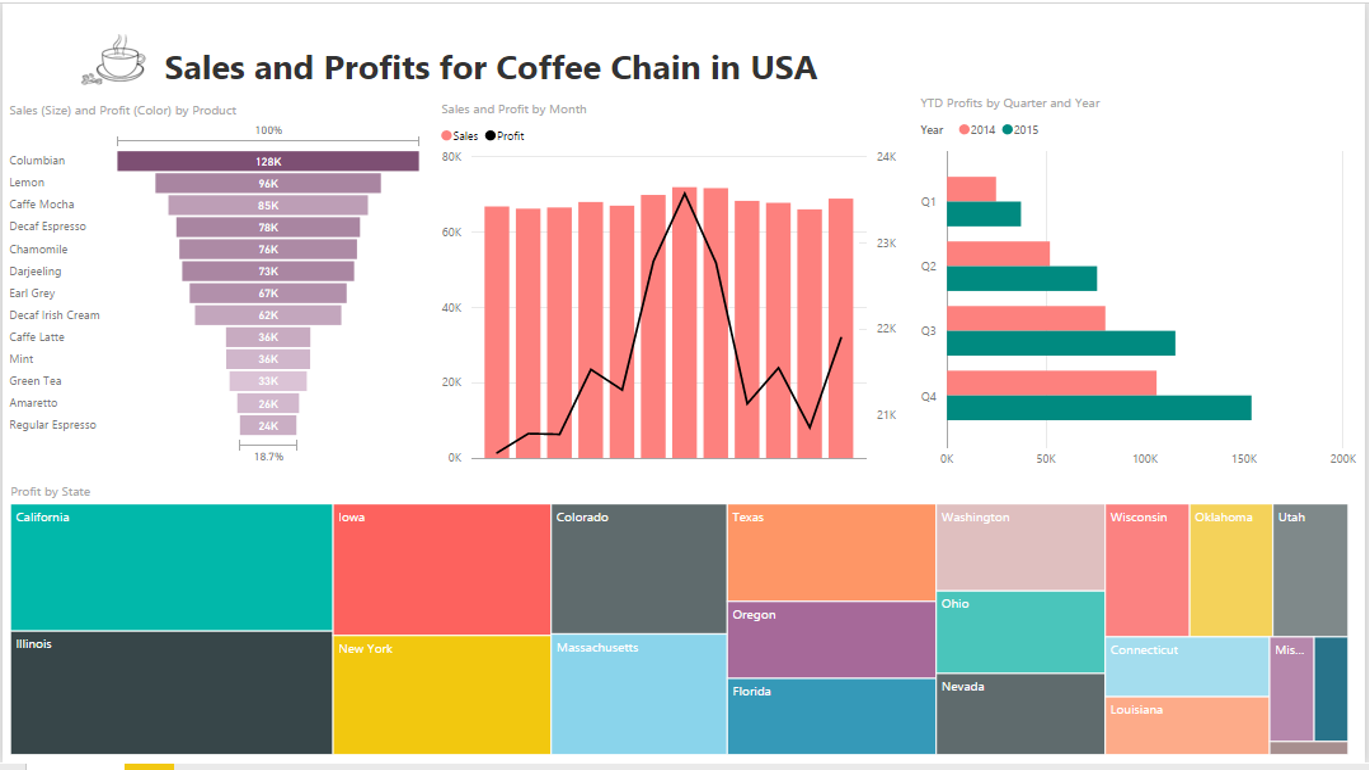 Sales and Profits for Coffee Chain in USA
Sales (Size) and Profit (Color) by Product
100%
Columbian 128K
Lemon 96K
Caffe Mocha 85K
Decaf Espresso 78K
Chamomile 76K
Darjeeling 73K
Earl Grey 67K
Decaf Irish Cream 62K
Caffe Latte 36K
Mint 36K
Green Tea 33K
Amaretto 26K
Regular Espresso 24K
18.7%
Sales and Profit by Month
Sales Profit
80K 24K
60K 23K
40K 22K
20K 21K
0K
YTD Profits by Quarter and Year
Year 2014 2015
Q1
Q2
Q3
Q4
0K 50K 100K 150K 200K
Profit by State
California Iowa Colorado Texas Washington Wisconsin Oklahoma Utah
Ohio
Oregon
Illinois New York Massachusetts Connecticut Mis...
Florida Nevada
Louisiana